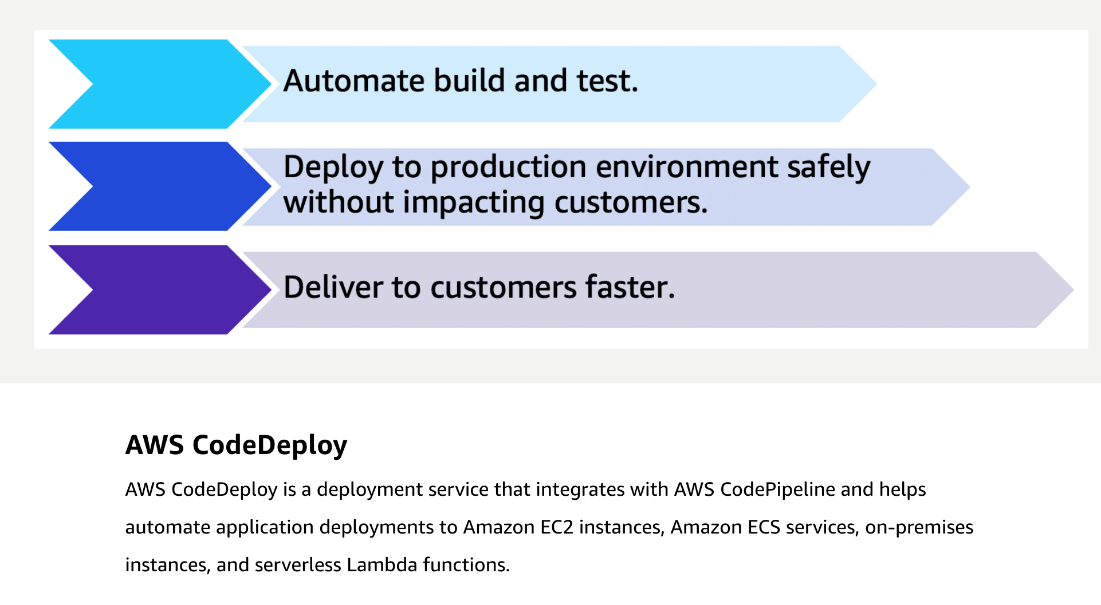 Automate build and test.
Deploy to production environment safely
without impacting customers.
Deliver to customers faster.
AWS CodeDeploy
AWS CodeDeploy is a deployment service that integrates with AWS CodePipeline and helps
automate application deployments to Amazon EC2 instances, Amazon ECS services, on-premises
instances, and serverless Lambda functions.